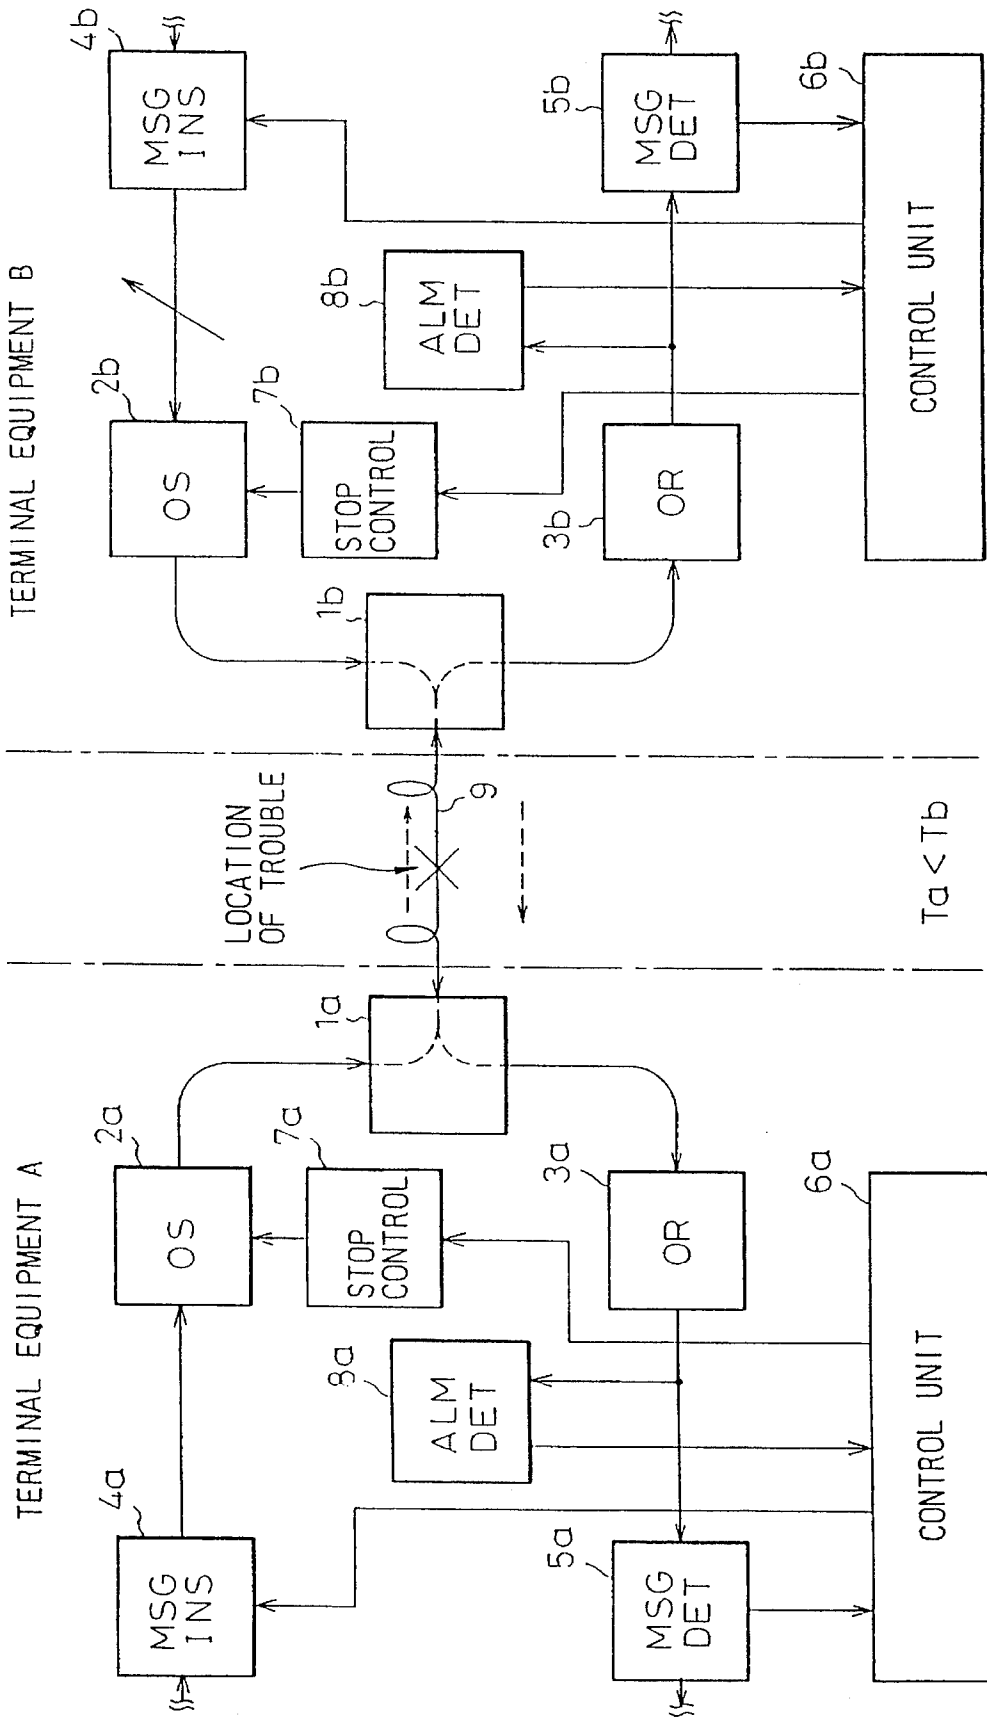 TERMINAL EQUIPMENT A
TERMINAL EQUIPMENT B
4a
MSG
INS
2a
OS
7a
STOP
CONTROL
8a
ALM
DET
1a
3a
OR
5a
MSG
DET
6a
CONTROL UNIT
LOCATION
OF TROUBLE
9
Ta < Tb
2b
OS
4b
MSG
INS
7b
STOP
CONTROL
8b
ALM
DET
1b
3b
OR
5b
MSG
DET
6b
CONTROL UNIT